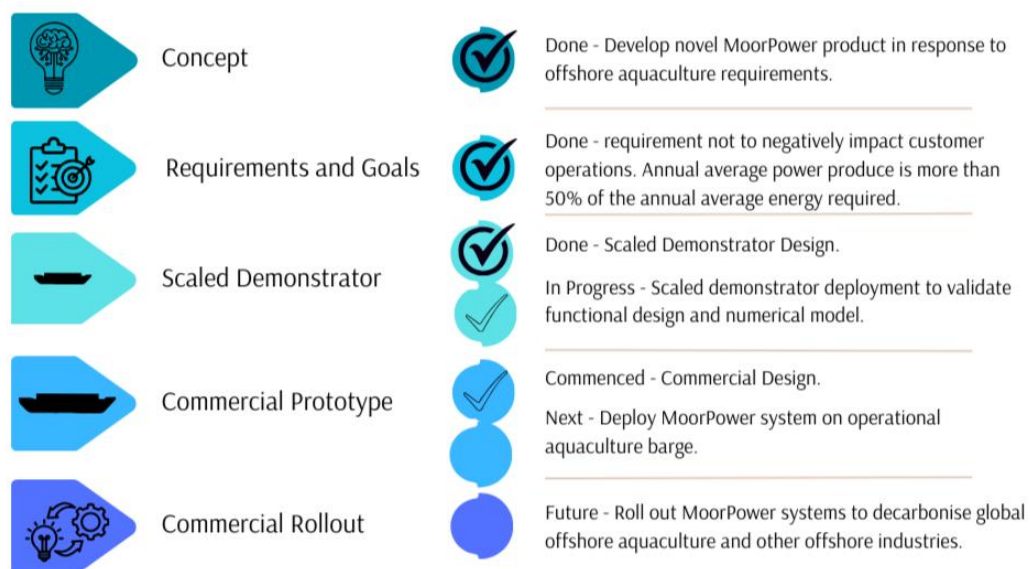 Concept
Done - Develop novel MoorPower product in response to
offshore aquaculture requirements.
Requirements and Goals
Done - requirement not to negatively impact customer
operations. Annual average power produce is more than
50% of the annual average energy required.
Scaled Demonstrator
Done - Scaled Demonstrator Design.
In Progress - Scaled demonstrator deployment to validate
functional design and numerical model.
Commercial Prototype
Commenced - Commercial Design.
Next - Deploy MoorPower system on operational
aquaculture barge.
Commercial Rollout
Future - Roll out MoorPower systems to decarbonise global
offshore aquaculture and other offshore industries.